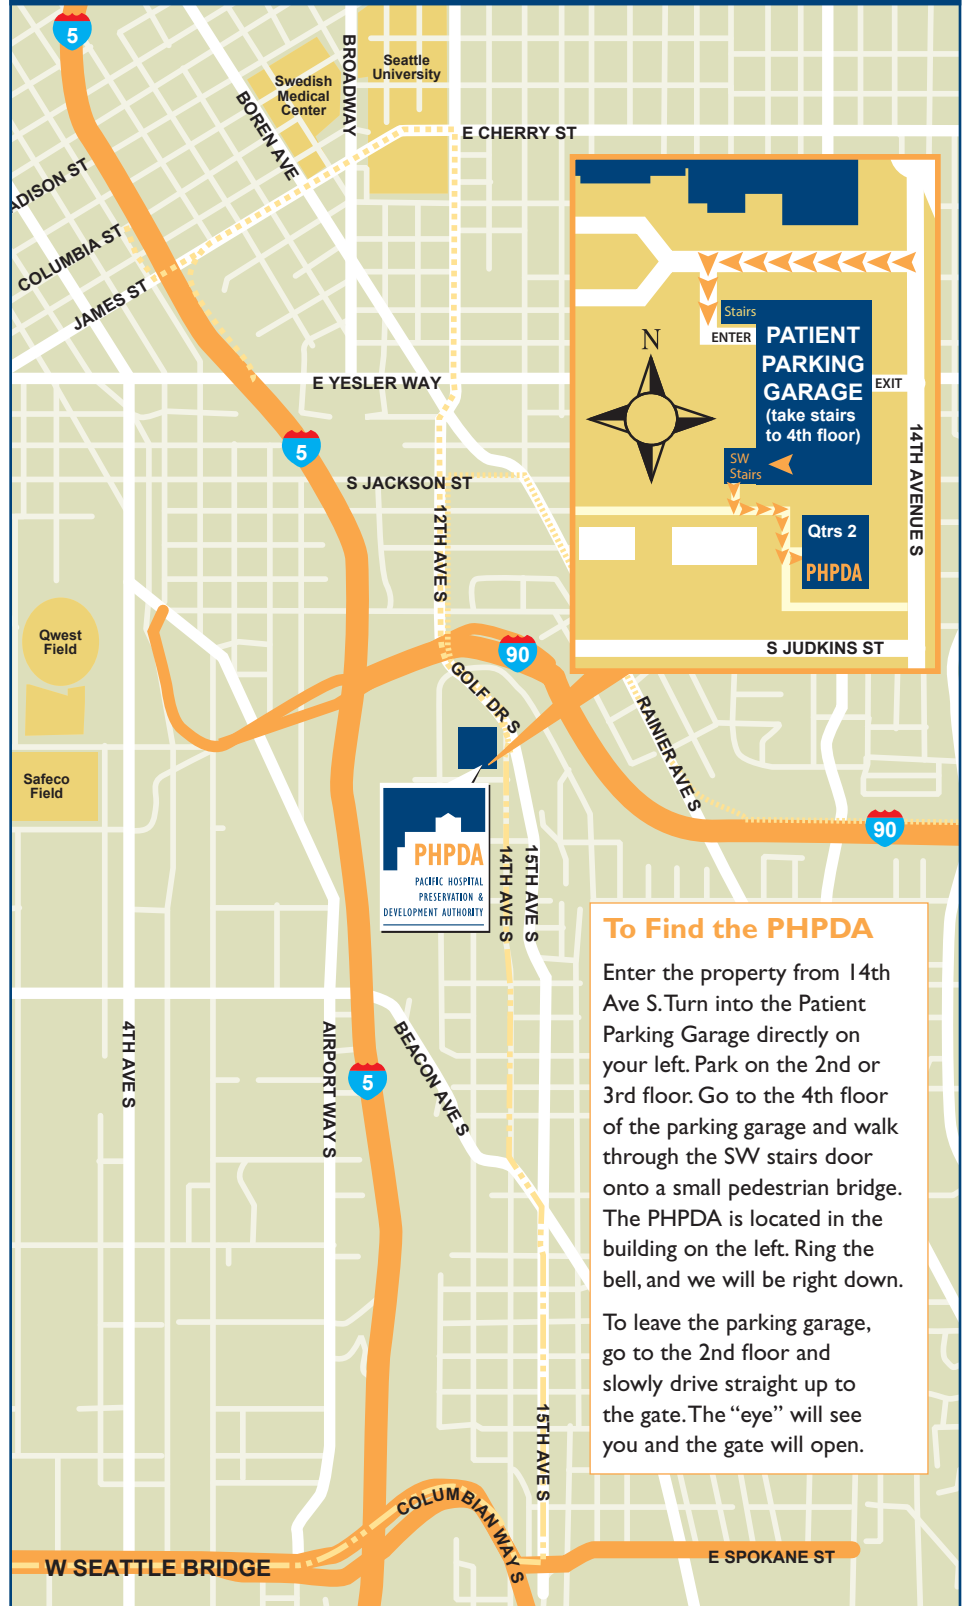 5
BROADWAY
Seattle
University
Swedish
Medical
Center
BOREN AVE
E CHERRY ST
ADISON ST
COLUMBIA ST
JAMES ST
E YESLER WAY
5
S JACKSON ST
12TH AVE S
Stairs
ENTER
PATIENT
PARKING
GARAGE
(take stairs
to 4th floor)
EXIT
N
SW
Stairs
14TH AVENUE S
Qtrs 2
PHPDA
S JUDKINS ST
Qwest
Field
90
GOLF DR S
RAINIER AVE S
Safeco
Field
90
PHPDA
PACIFIC HOSPITAL
PRESERVATION &
DEVELOPMENT AUTHORITY
14TH AVE S
15TH AVE S
To Find the PHPDA
Enter the property from 14th
Ave S. Turn into the Patient
Parking Garage directly on
your left. Park on the 2nd or
3rd floor. Go to the 4th floor
of the parking garage and walk
through the SW stairs door
onto a small pedestrian bridge.
The PHPDA is located in the
building on the left. Ring the
bell, and we will be right down.
To leave the parking garage,
go to the 2nd floor and
slowly drive straight up to
the gate. The “eye” will see
you and the gate will open.
4TH AVE S
AIRPORT WAY S
BEACON AVE S
5
15TH AVE S
COLUMBIAN WAY S
W SEATTLE BRIDGE
E SPOKANE ST